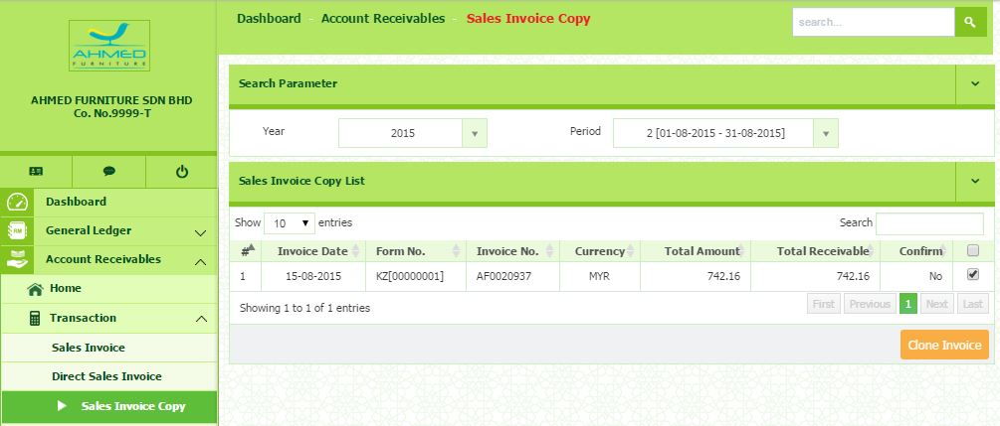 Dashboard - Account Receivables - Sales Invoice Copy
search...
AHMED
FURNITURE
AHMED FURNITURE SDN BHD
Co. No.9999-T
Dashboard
General Ledger
RM
Account Receivables
Home
Transaction
Sales Invoice
Direct Sales Invoice
Sales Invoice Copy
Search Parameter
Year 2015 Period 2 [01-08-2015 - 31-08-2015]
Sales Invoice Copy List
Show 10 entries Search
# Invoice Date Form No. Invoice No. Currency Total Amount Total Receivable Confirm
1 15-08-2015 KZ[00000001] AF0020937 MYR 742.16 742.16 No
Showing 1 to 1 of 1 entries First Previous 1 Next Last
Clone Invoice